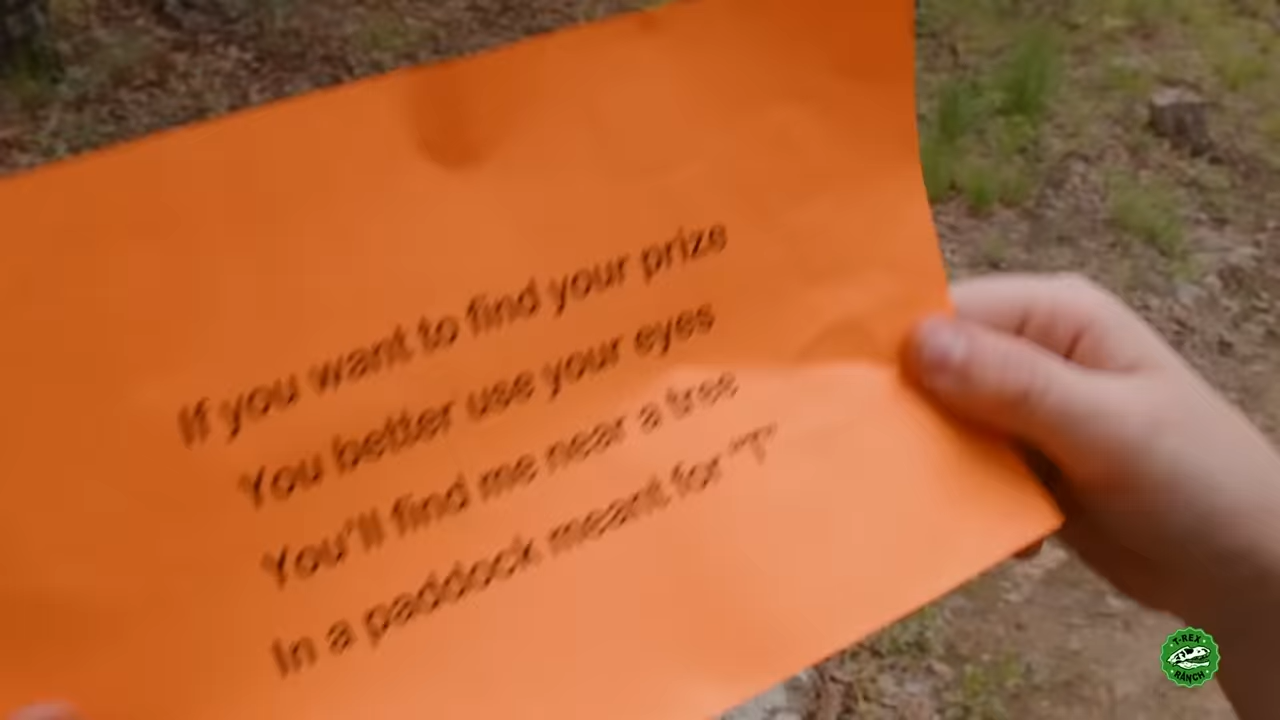 If you want to find your prize
You better use your eyes
You'll find me near a tree
In a paddock meant for "T"
T-REX
RANCH